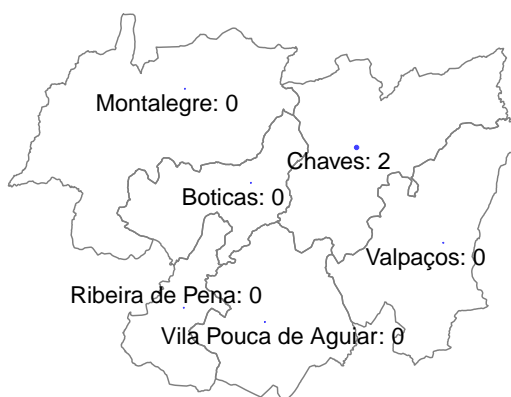 Montalegre: 0
Chaves: 2
Boticas: 0
Valpaços: 0
Ribeira de Pena: 0
Vila Pouca de Aguiar: 0